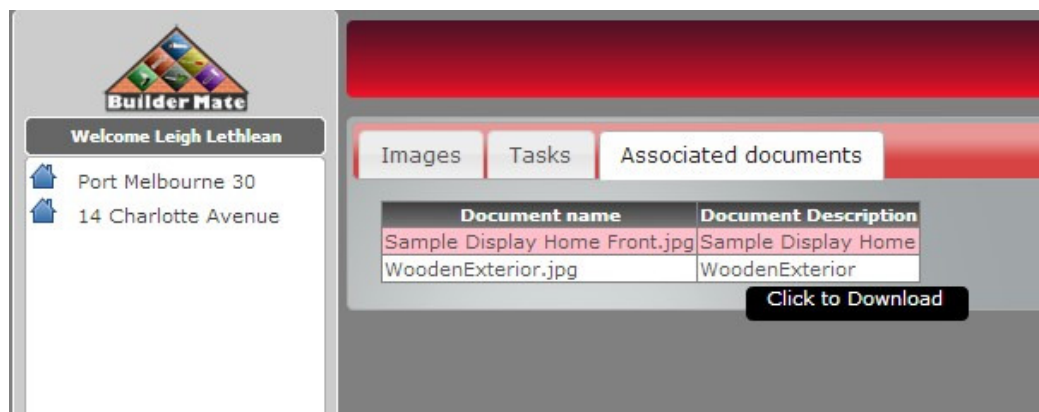 Builder Mate
Welcome Leigh Lethlean
Port Melbourne 30
14 Charlotte Avenue
Images Tasks Associated documents
Document name Document Description
Sample Display Home Front.jpg Sample Display Home
WoodenExterior.jpg WoodenExterior
Click to Download